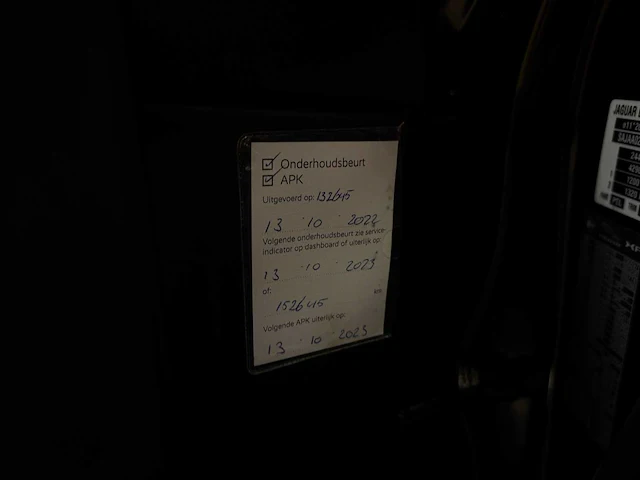 Onderhoudsbeurt
APK
Uitgevoerd op: 132645
13 10 2022
Volgende onderhoudsbeurt zie service-
indicator op dashboard of uiterlijk op:
13 10 2023
of:
152645 km
Volgende APK uiterlijk op:
13 10 2023
JAGUAR